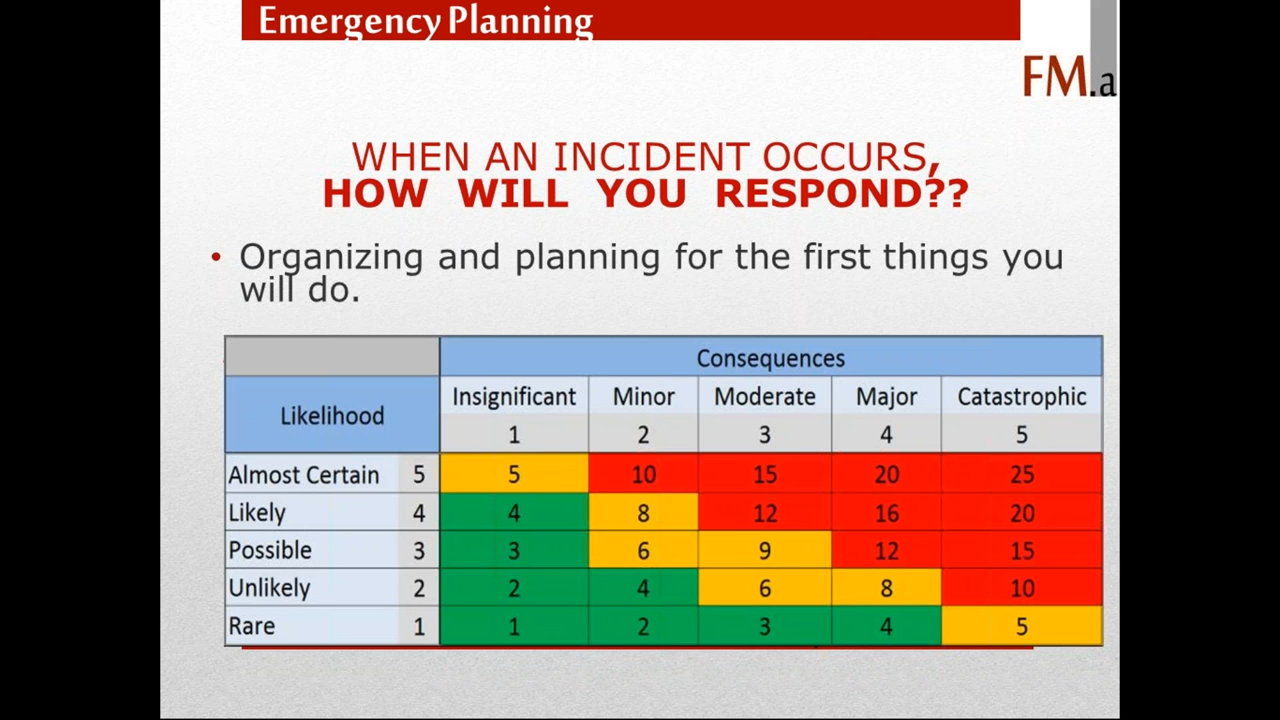 Emergency Planning
FM.a
WHEN AN INCIDENT OCCURS,
HOW WILL YOU RESPOND??
• Organizing and planning for the first things you
will do.
Consequences
Likelihood
Insignificant Minor Moderate Major Catastrophic
1 2 3 4 5
Almost Certain 5 5 10 15 20 25
Likely 4 4 8 12 16 20
Possible 3 3 6 9 12 15
Unlikely 2 2 4 6 8 10
Rare 1 1 2 3 4 5